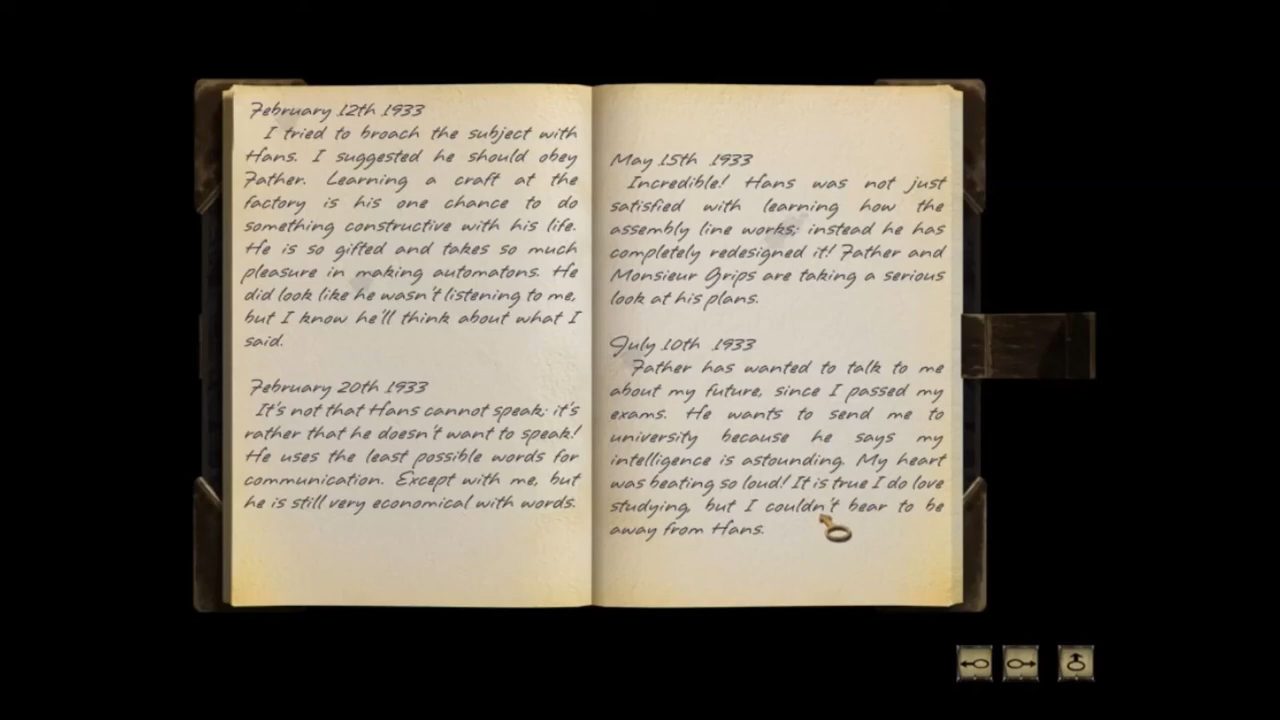 February 12th 1933
I tried to broach the subject with
Hans. I suggested he should obey
Father. Learning a craft at the
factory is his one chance to do
something constructive with his life.
He is so gifted and takes so much
pleasure in making automatons. He
did look like he wasn't listening to me,
but I know he'll think about what I
said.
February 20th 1933
It's not that Hans cannot speak; it's
rather that he doesn't want to speak!
He uses the least possible words for
communication. Except with me, but
he is still very economical with words.
May 15th 1933
Incredible! Hans was not just
satisfied with learning how the
assembly line works; instead he has
completely redesigned it! Father and
Monsieur Grips are taking a serious
look at his plans.
July 10th 1933
Father has wanted to talk to me
about my future, since I passed my
exams. He wants to send me to
university because he says my
intelligence is astounding. My heart
was beating so loud! It is true I do love
studying, but I couldn't bear to be
away from Hans.